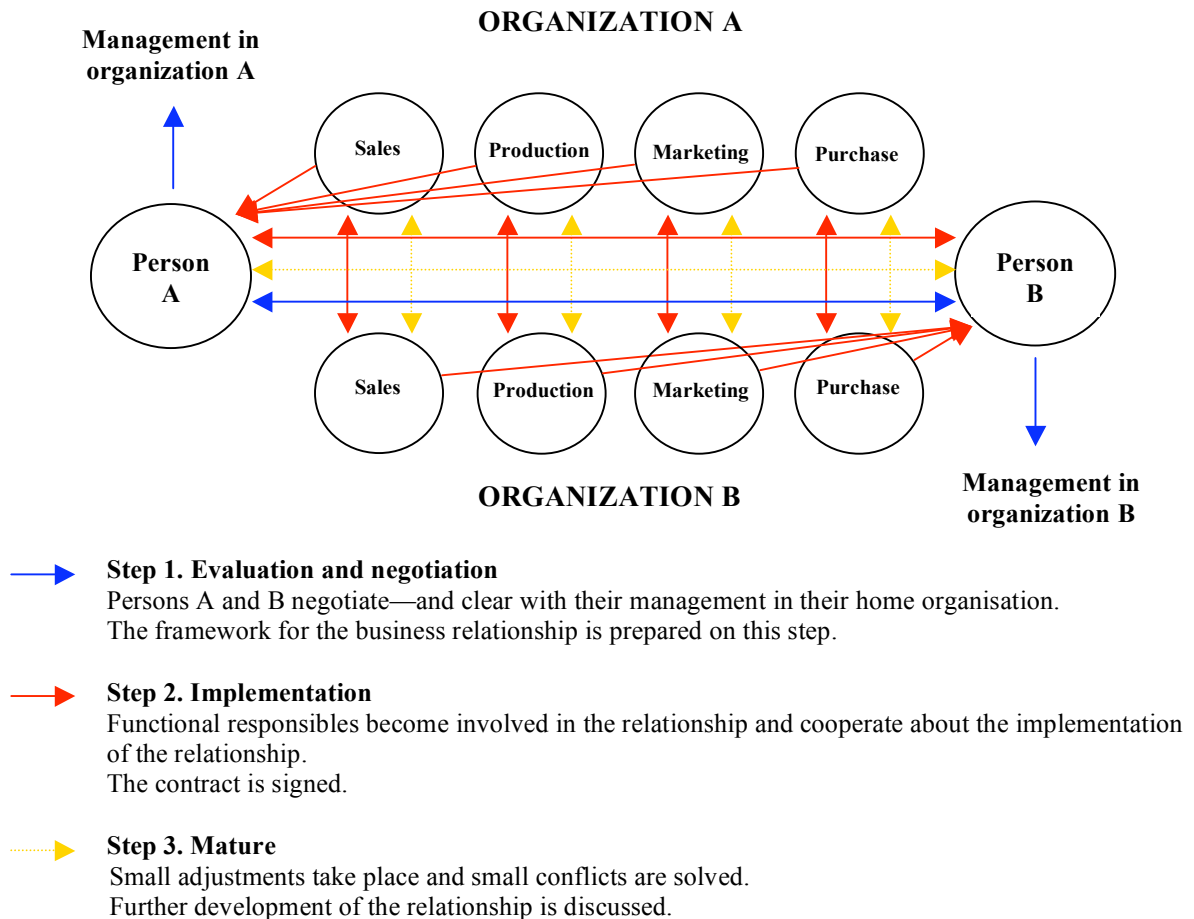 ORGANIZATION A
Management in
organization A
Sales
Production
Marketing
Purchase
Person
A
Person
B
Sales
Production
Marketing
Purchase
ORGANIZATION B
Management in
organization B
Step 1. Evaluation and negotiation
Persons A and B negotiate—and clear with their management in their home organisation.
The framework for the business relationship is prepared on this step.
Step 2. Implementation
Functional responsibles become involved in the relationship and cooperate about the implementation
of the relationship.
The contract is signed.
Step 3. Mature
Small adjustments take place and small conflicts are solved.
Further development of the relationship is discussed.